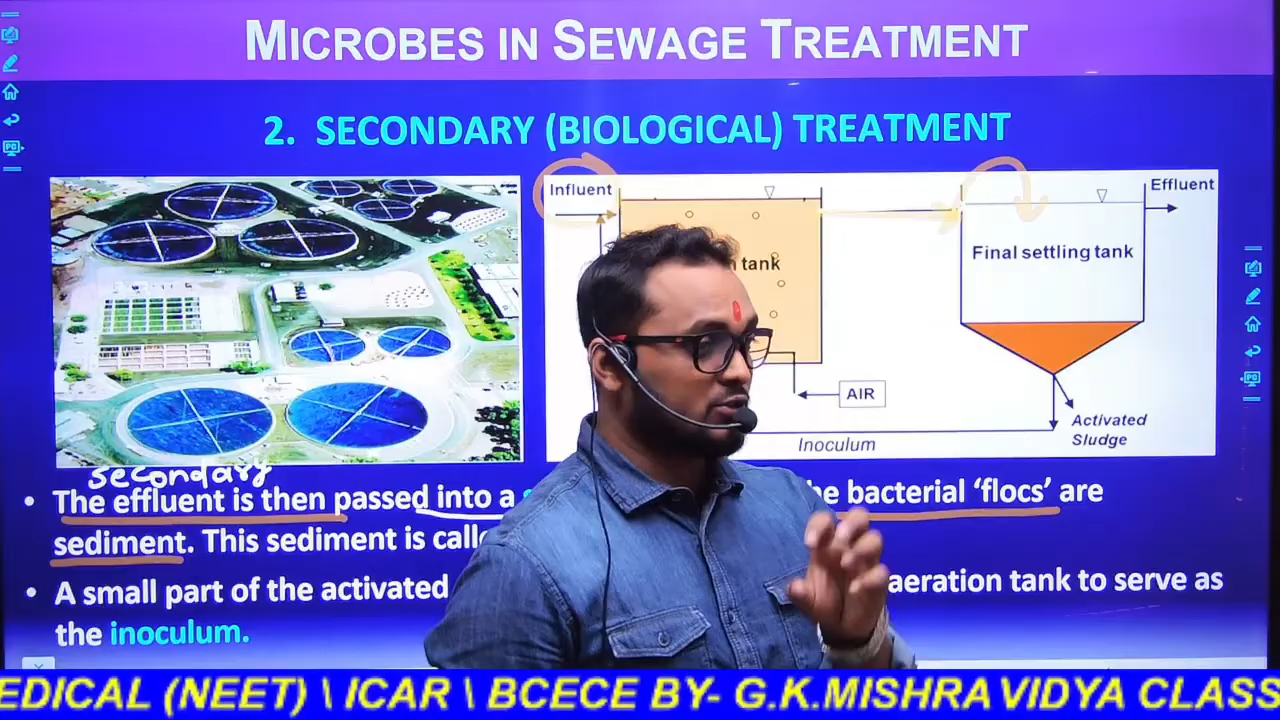 MICROBES IN SEWAGE TREATMENT
2. SECONDARY (BIOLOGICAL) TREATMENT
Influent
Effluent
tank
Final settling tank
AIR
Activated
Sludge
Inoculum
secondary
• The effluent is then passed into a bacterial 'flocs' are
sediment. This sediment is
• A small part of the activated aeration tank to serve as
the inoculum.
EDICAL (NEET) \ ICAR \ BCECE BY- G.K.MISHRA VIDYA CLASS